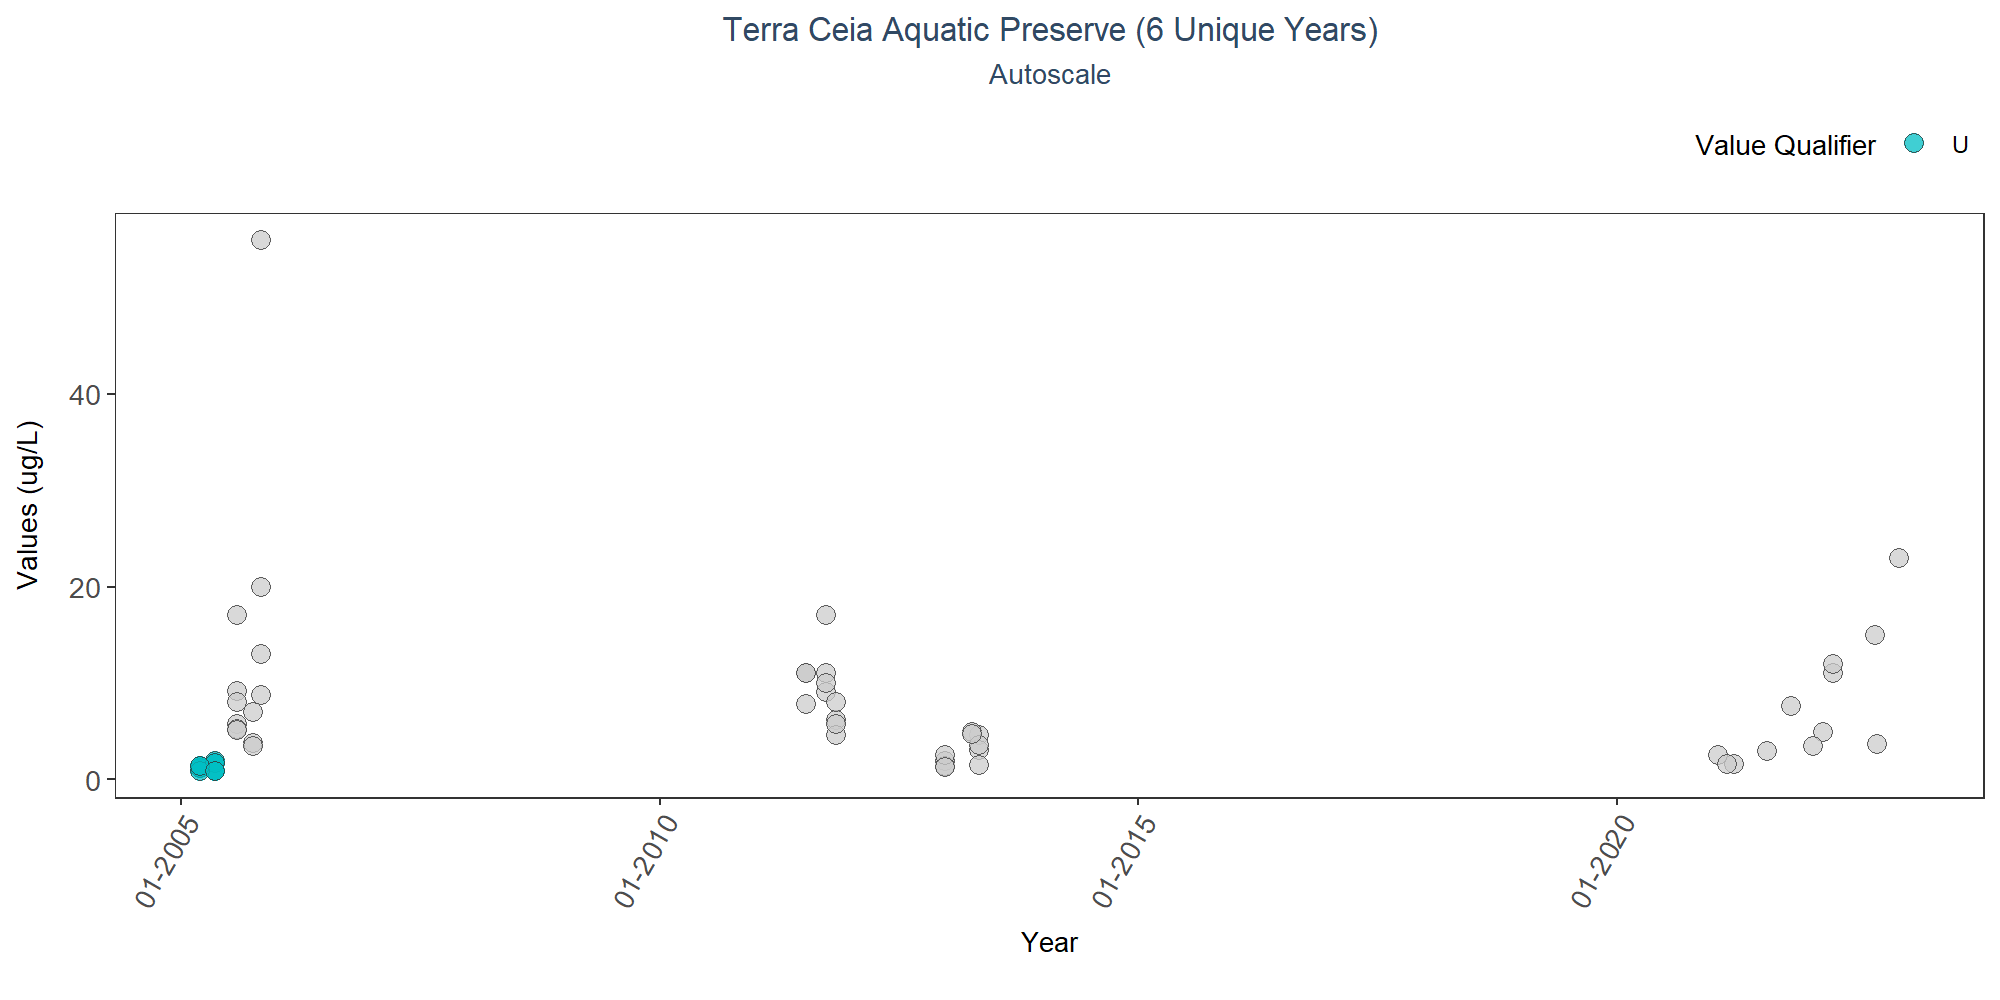 Terra Ceia Aquatic Preserve (6 Unique Years)
Autoscale
Value Qualifier U
Values (ug/L)
40
20
0
01-2005 01-2010 01-2015 01-2020
Year